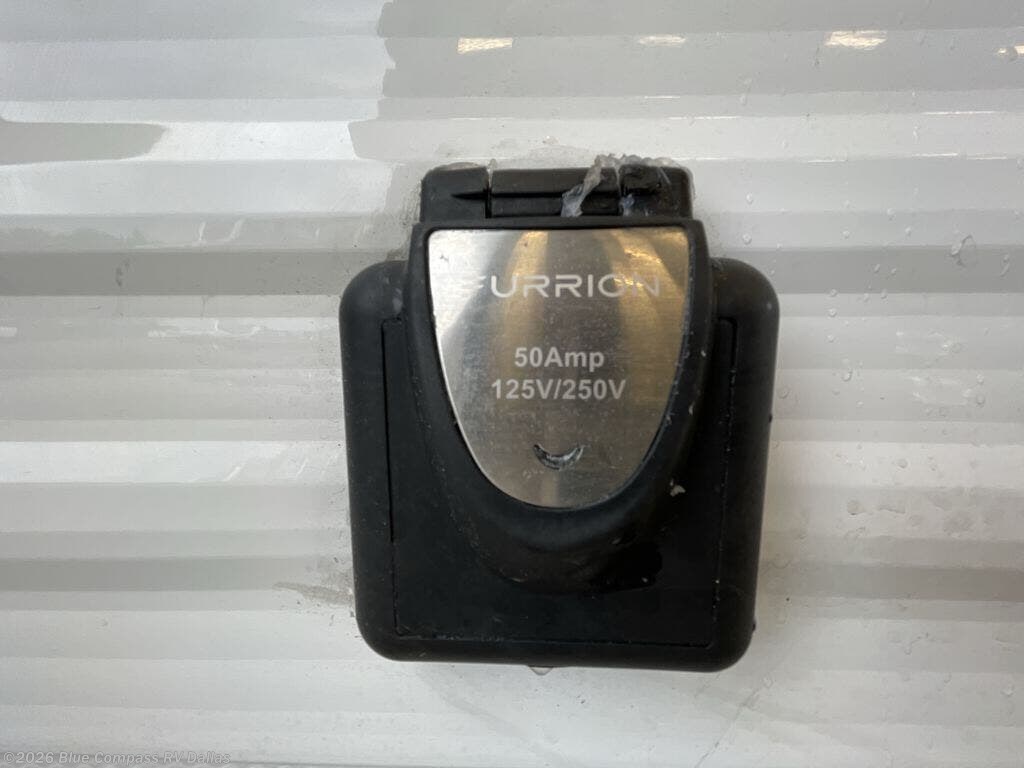 FURRION
50Amp
125V/250V
©2026 Blue Compass RV Dallas